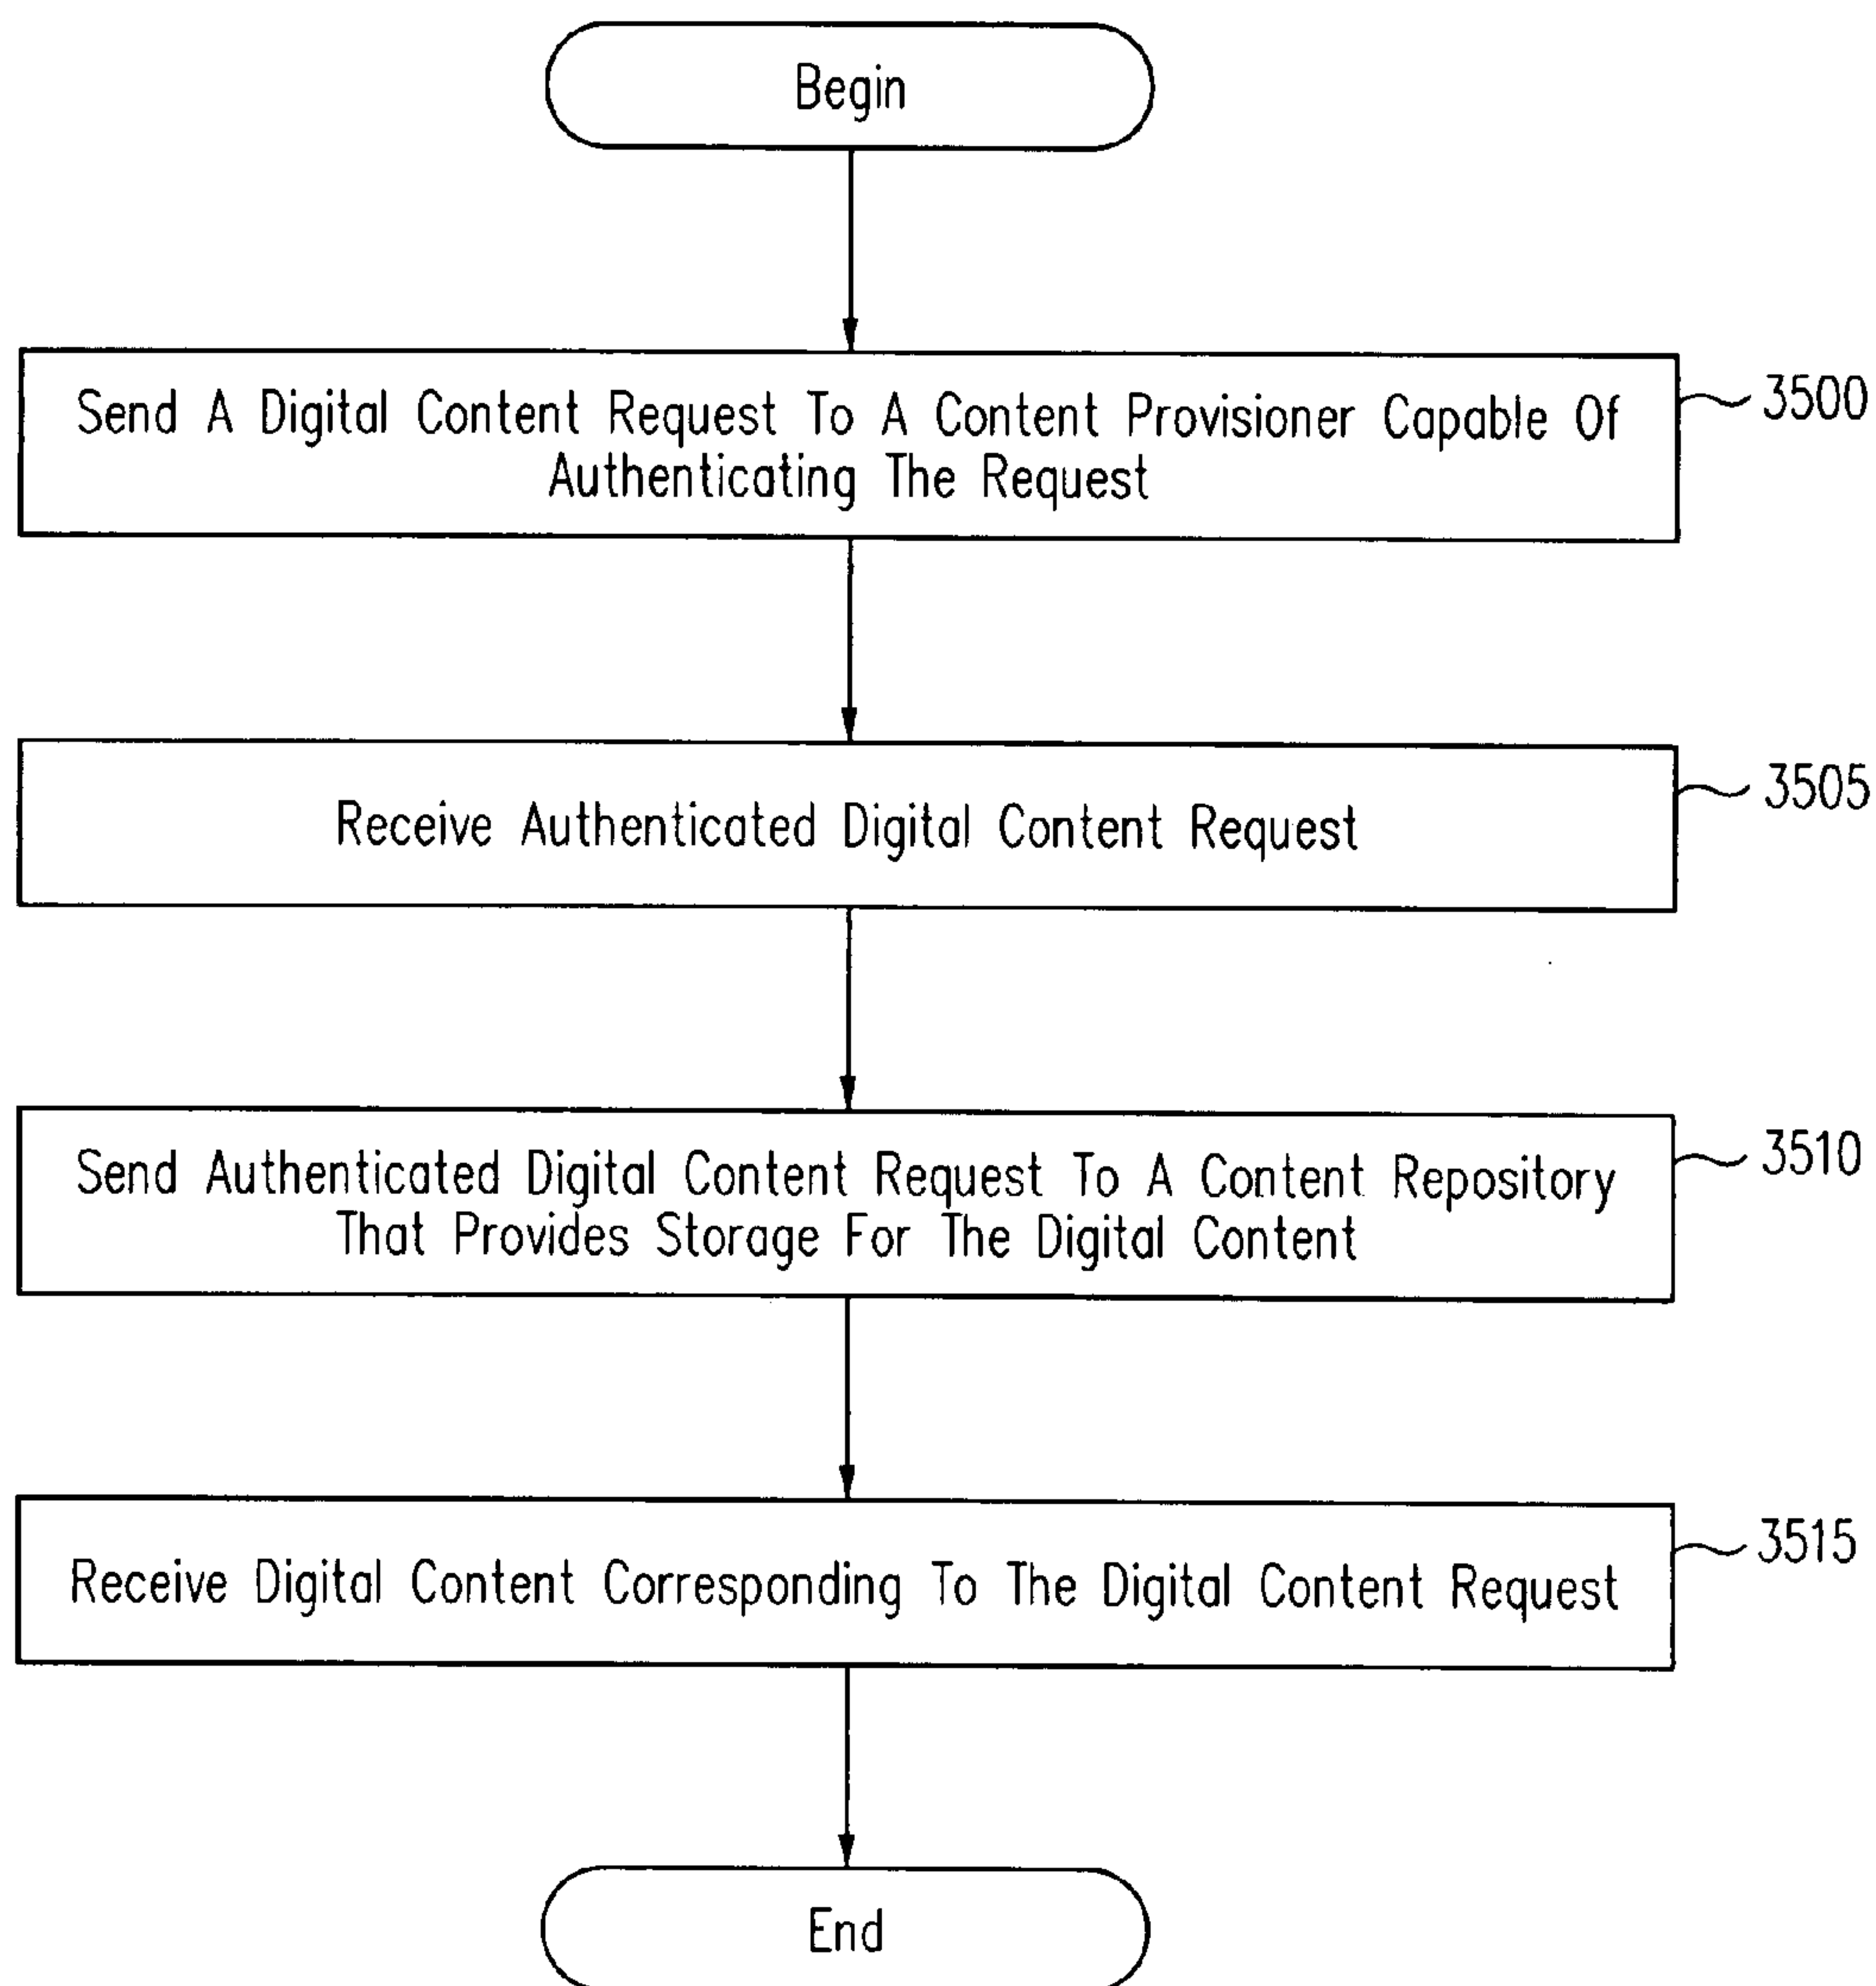 Begin
Send A Digital Content Request To A Content Provisioner Capable Of
Authenticating The Request
3500
Receive Authenticated Digital Content Request
3505
Send Authenticated Digital Content Request To A Content Repository
That Provides Storage For The Digital Content
3510
Receive Digital Content Corresponding To The Digital Content Request
3515
End